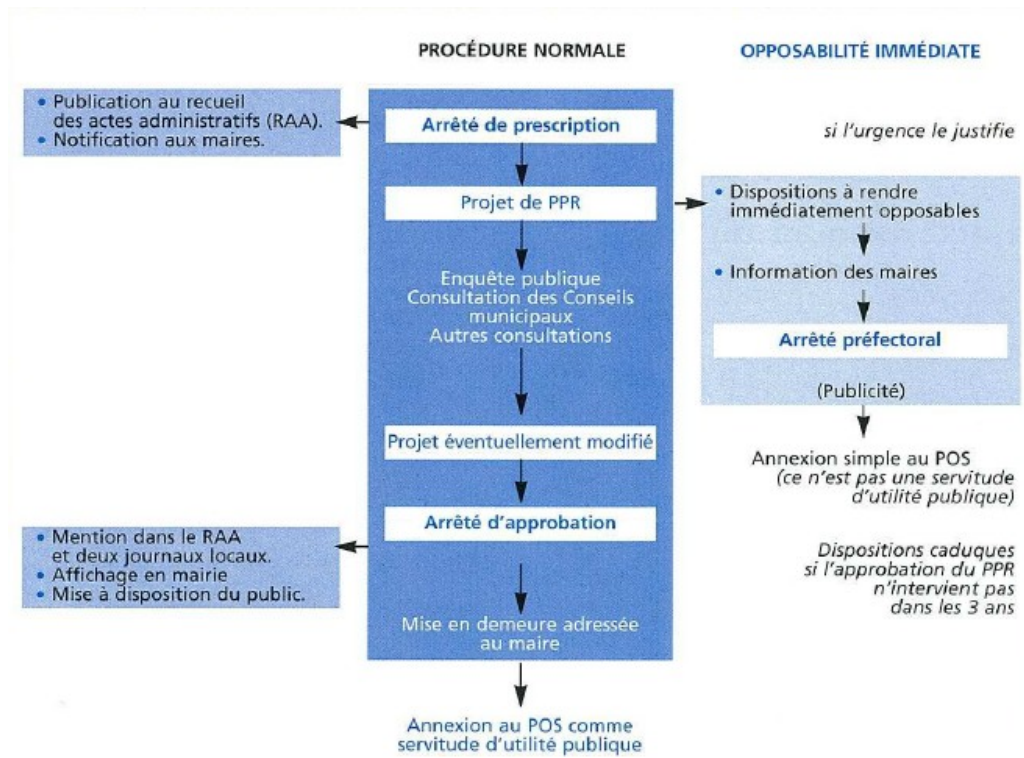 PROCÉDURE NORMALE
OPPOSABILITÉ IMMÉDIATE
• Publication au recueil
des actes administratifs (RAA).
• Notification aux maires.
Arrêté de prescription
si l'urgence le justifie
Projet de PPR
• Dispositions à rendre
immédiatement opposables
• Information des maires
Enquête publique
Consultation des Conseils
municipaux
Autres consultations
Arrêté préfectoral
(Publicité)
Projet éventuellement modifié
Annexion simple au POS
(ce n'est pas une servitude
d'utilité publique)
Arrêté d'approbation
• Mention dans le RAA
et deux journaux locaux.
• Affichage en mairie
• Mise à disposition du public.
Dispositions caduques
si l'approbation du PPR
n'intervient pas
dans les 3 ans
Mise en demeure adressée
au maire
Annexion au POS comme
servitude d'utilité publique